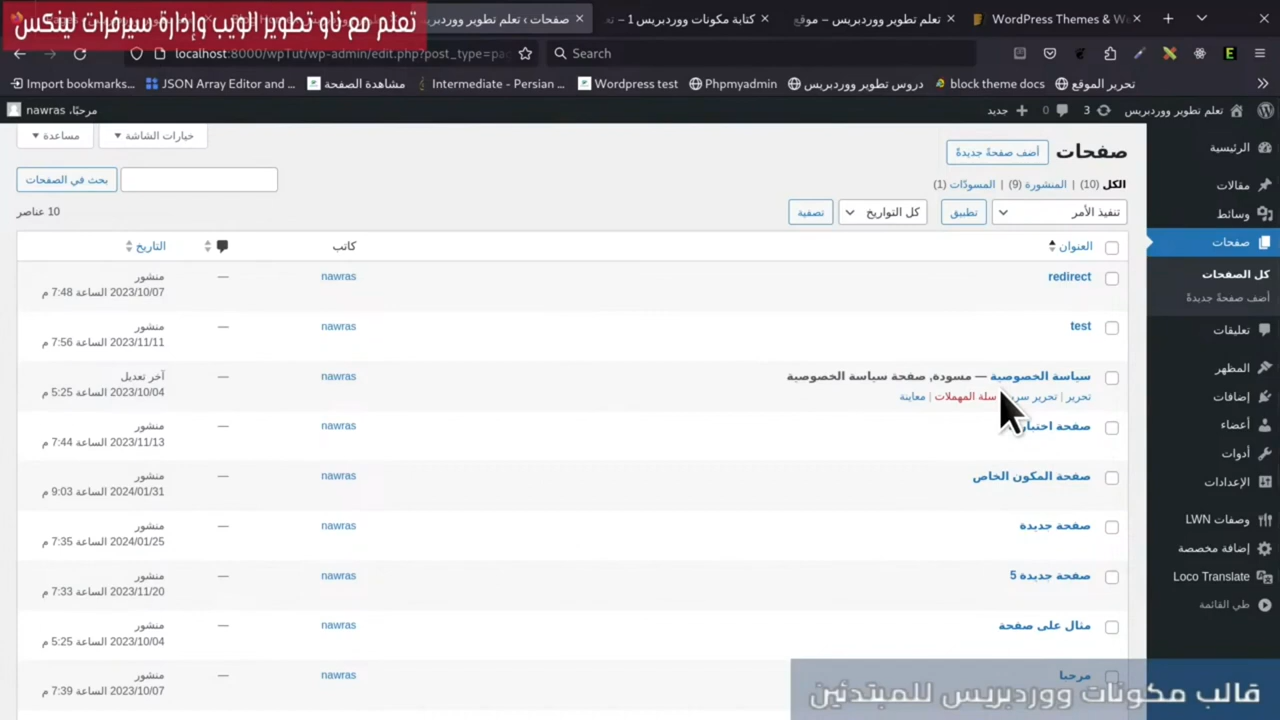 تعلم مع ناو تطوير الويب وإدارة سيرفرات لينكس
صفحات ‹ تعلم تطوير ووردبري
كتابة مكونات ووردبريس 1 –
تعلم تطوير ووردبريس – موقع
WordPress Themes & W
localhost:8000/wpTut/wp-admin/edit.php?post_type=pa
Search
Import bookmarks...
JSON Array Editor and ...
مشاهدة الصفحة
Intermediate - Persian ...
Wordpress test
Phpmyadmin
دروس تطوير ووردبريس
block theme docs
تحرير الموقع
تعلم تطوير ووردبريس
3
0
جديد
مرحبًا، nawras
خيارات الشاشة
مساعدة
صفحات
أضف صفحةً جديدةً
الكل (10) | المنشورة (9) | المسودّات (1)
بحث في الصفحات
تنفيذ الأمر
تطبيق
كل التواريخ
تصفية
10 عناصر
العنوان
كاتب
التاريخ
redirect
nawras
—
منشور
2023/10/07 الساعة 7:48 م
test
nawras
—
منشور
2023/11/11 الساعة 7:56 م
سياسة الخصوصية — مسودة, صفحة سياسة الخصوصية
تحرير | تحرير سريع | سلة المهملات | معاينة
nawras
—
آخر تعديل
2023/10/04 الساعة 5:25 م
صفحة اختبار
nawras
—
منشور
2023/11/13 الساعة 7:44 م
صفحة المكون الخاص
nawras
—
منشور
2024/01/31 الساعة 9:03 م
صفحة جديدة
nawras
—
منشور
2024/01/25 الساعة 7:35 م
صفحة جديدة 5
nawras
—
منشور
2023/11/20 الساعة 7:33 م
مثال على صفحة
nawras
—
منشور
2023/10/04 الساعة 5:25 م
مرحبا
nawras
—
منشور
2023/10/07 الساعة 7:39 م
الرئيسية
مقالات
وسائط
صفحات
كل الصفحات
أضف صفحةً جديدةً
تعليقات
المظهر
إضافات
أعضاء
أدوات
الإعدادات
وصفات LWN
إضافة مخصصة
Loco Translate
طي القائمة
قالب مكونات ووردبريس للمبتدئين